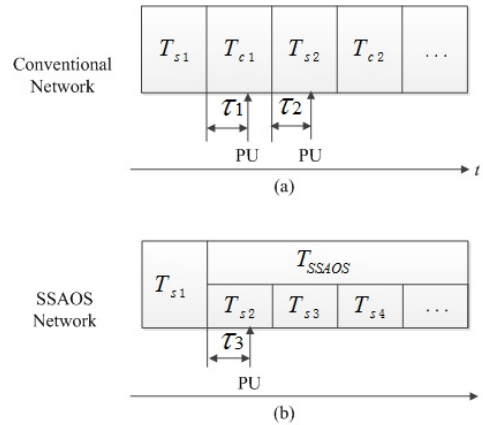 Conventional
Network
T_{s1} T_{c1} T_{s2} T_{c2} ...
τ1 τ2
PU PU
t
(a)
SSAOS
Network
T_{s1} T_{SSAOS}
T_{s2} T_{s3} T_{s4} ...
τ3
PU
(b)